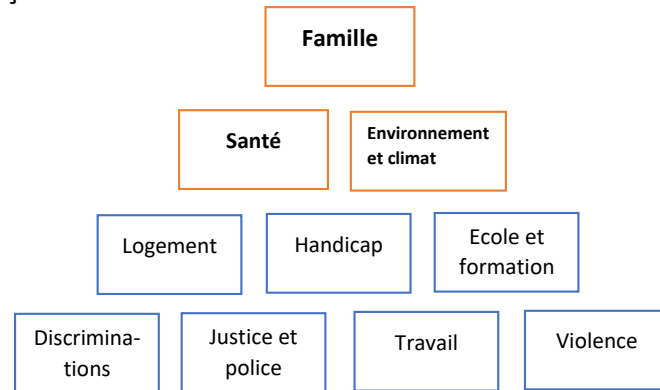 Famille
Santé
Environnement
et climat
Logement
Handicap
Ecole et
formation
Discrimina-
tions
Justice et
police
Travail
Violence